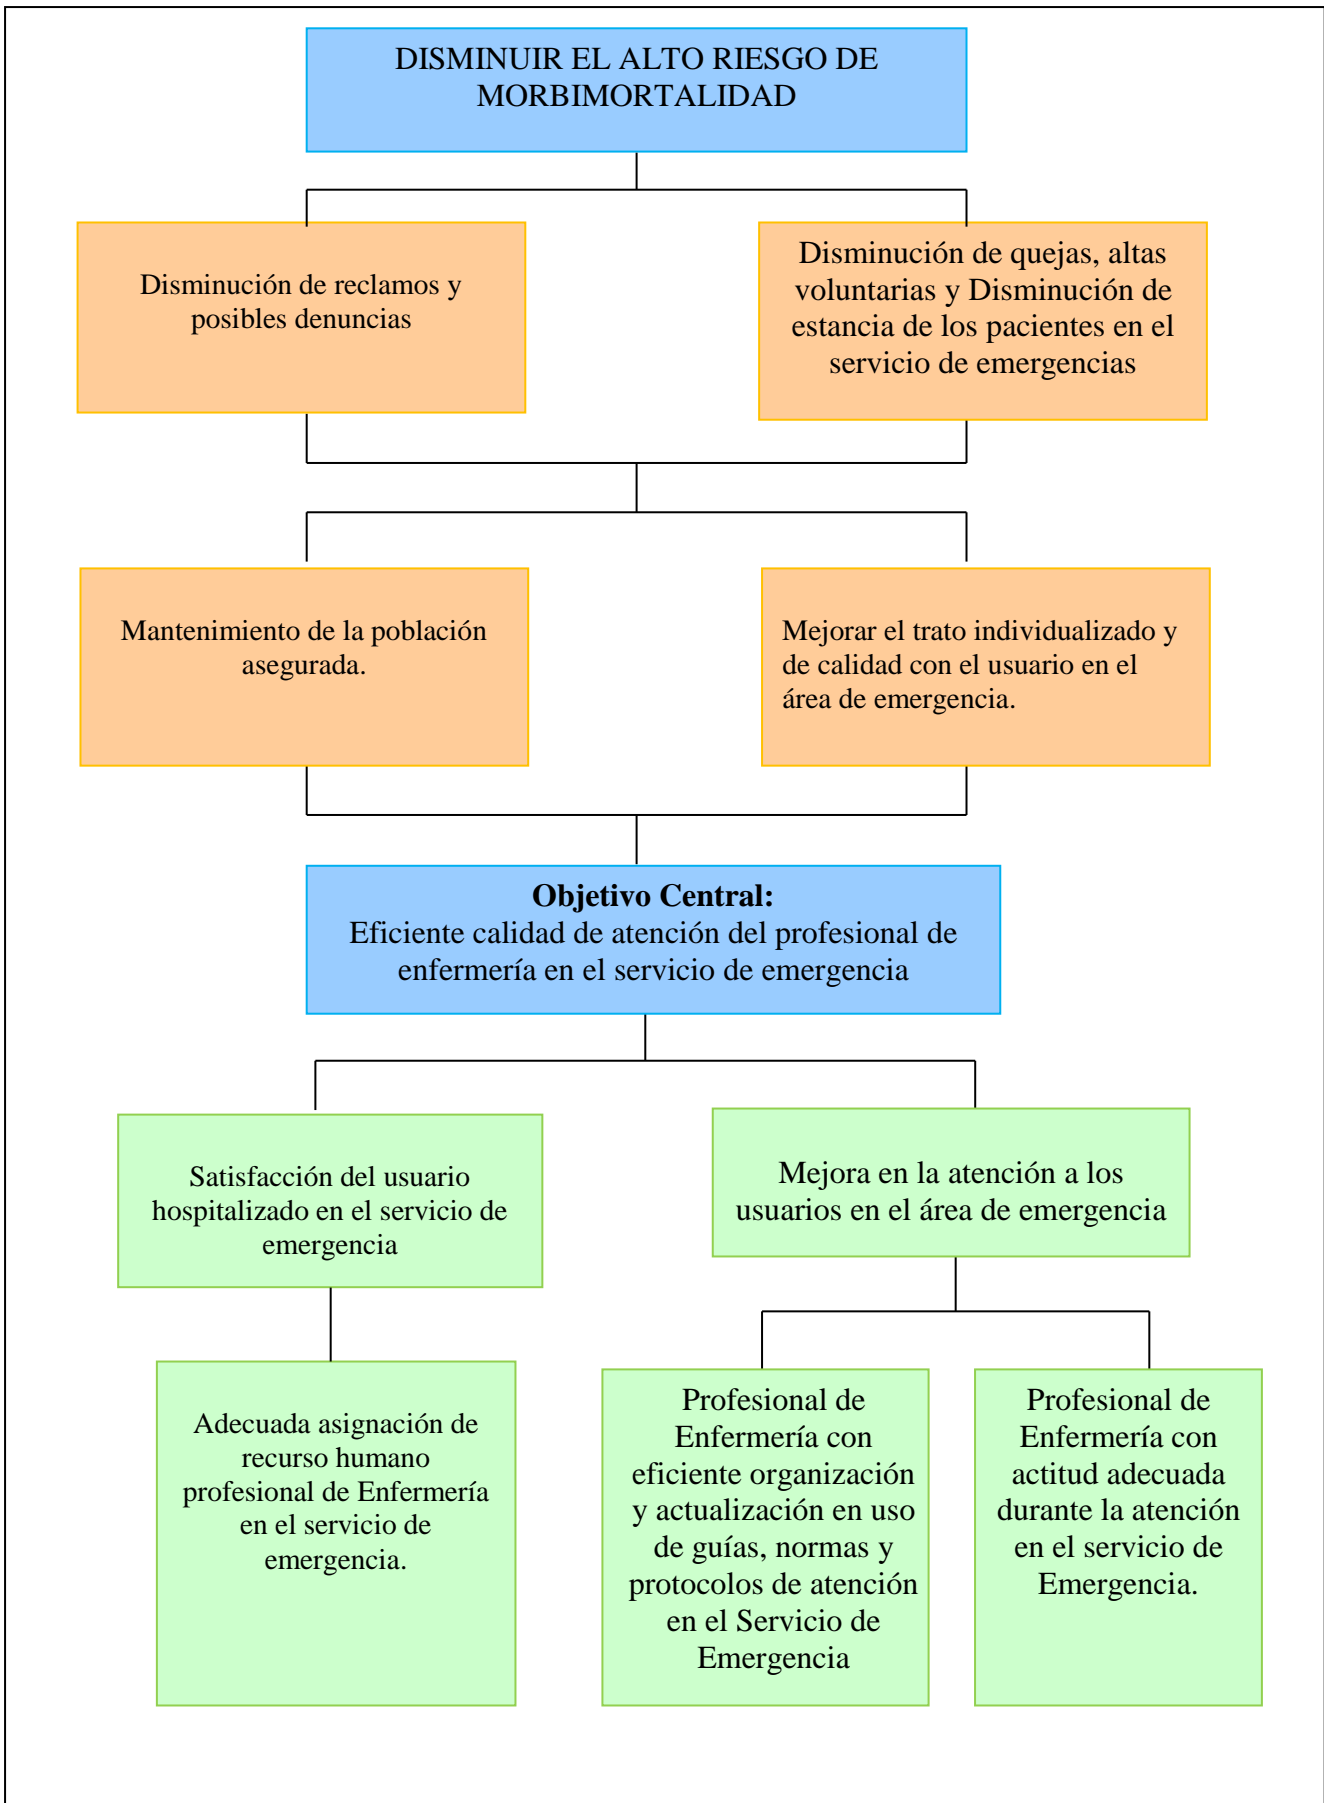 DISMINUIR EL ALTO RIESGO DE
MORBIMORTALIDAD
Disminución de reclamos y
posibles denuncias
Disminución de quejas, altas
voluntarias y Disminución de
estancia de los pacientes en el
servicio de emergencias
Mantenimiento de la población
asegurada.
Mejorar el trato individualizado y
de calidad con el usuario en el
área de emergencia.
Objetivo Central:
Eficiente calidad de atención del profesional de
enfermería en el servicio de emergencia
Satisfacción del usuario
hospitalizado en el servicio de
emergencia
Mejora en la atención a los
usuarios en el área de emergencia
Adecuada asignación de
recurso humano
profesional de Enfermería
en el servicio de
emergencia.
Profesional de
Enfermería con
eficiente organización
y actualización en uso
de guías, normas y
protocolos de atención
en el Servicio de
Emergencia
Profesional de
Enfermería con
actitud adecuada
durante la atención
en el servicio de
Emergencia.